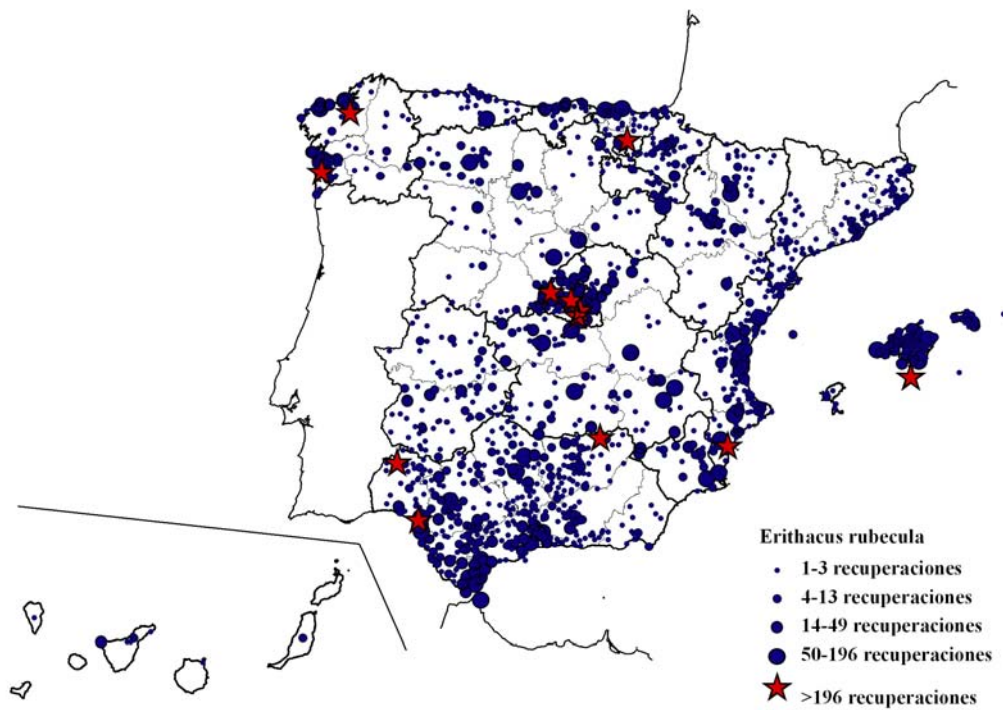 Erithacus rubecula
1-3 recuperaciones
4-13 recuperaciones
14-49 recuperaciones
50-196 recuperaciones
>196 recuperaciones